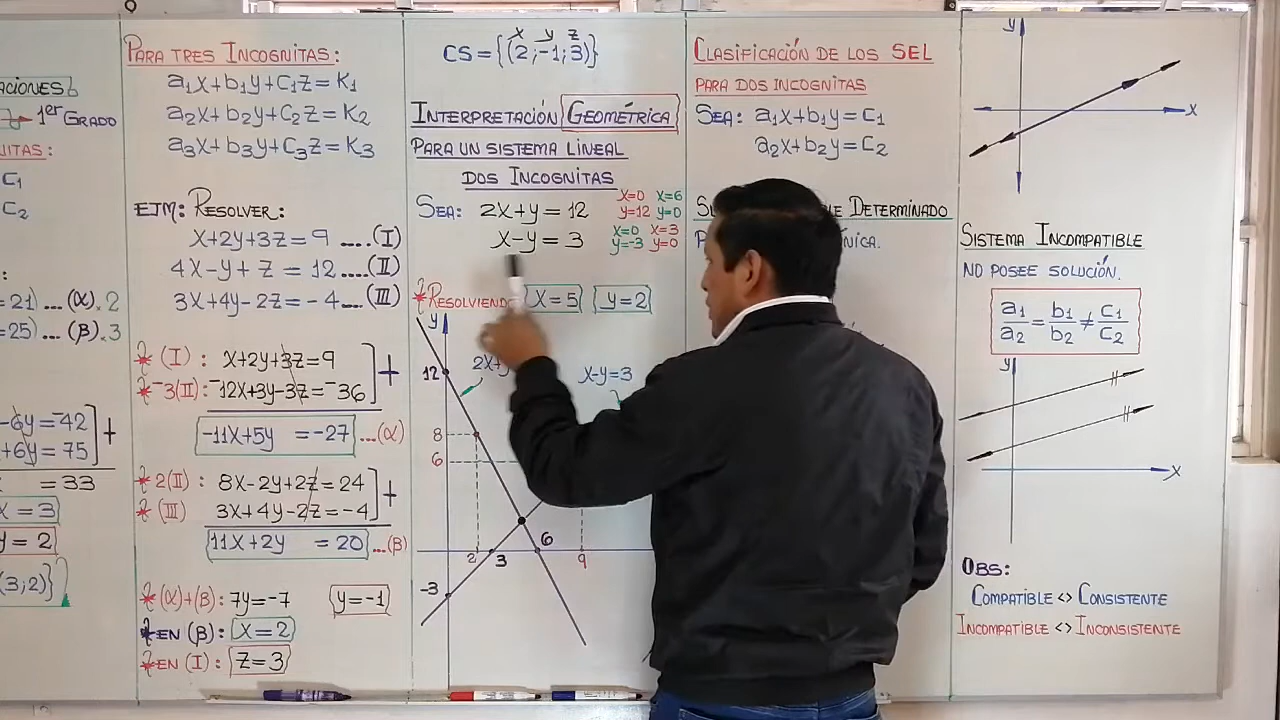 1er GRADO
C1
C2
= 21) ... (α).2
= 25) ... (β).3
-6y = ‾42
+6y = 75
= 33
x = 3
y = 2
(3;2)}
PARA TRES INCOGNITAS:
a1x+b1y+c1z=K1
a2x+b2y+c2z=K2
a3x+b3y+c3z=K3
EJM: RESOLVER:
x+2y+3z=9 ....(I)
4x-y+z=12....(II)
3x+4y-2z=-4...(III)
* (I): x+2y+3z=9
* ‾3(II): ‾12x+3y-3z=‾36
+
-11x+5y =-27 ...(α)
* 2(II): 8x-2y+2z=24
* (III) 3x+4y-2z=-4
+
11x+2y =20 ...(β)
* (α)+(β): 7y=-7 y=-1
* EN (β): x=2
* EN (I): z=3
x y z
CS={(2;-1;3)}
INTERPRETACIÓN GEOMÉTRICA
PARA UN SISTEMA LINEAL
DOS INCOGNITAS
SEA: 2x+y=12
x=0 x=6
y=12 y=0
x-y=3
x=0 x=3
y=-3 y=0
* RESOLVIENDO x=5 y=2
y
12
x-y=3
8
6
2
3
6
9
-3
CLASIFICACIÓN DE LOS SEL
PARA DOS INCOGNITAS
SEA: a1x+b1y=c1
a2x+b2y=c2
DETERMINADO
y
x
SISTEMA INCOMPATIBLE
NO POSEE SOLUCIÓN.
a1/a2 = b1/b2 ≠ c1/c2
y
x
OBS:
COMPATIBLE <> CONSISTENTE
INCOMPATIBLE <> INCONSISTENTE